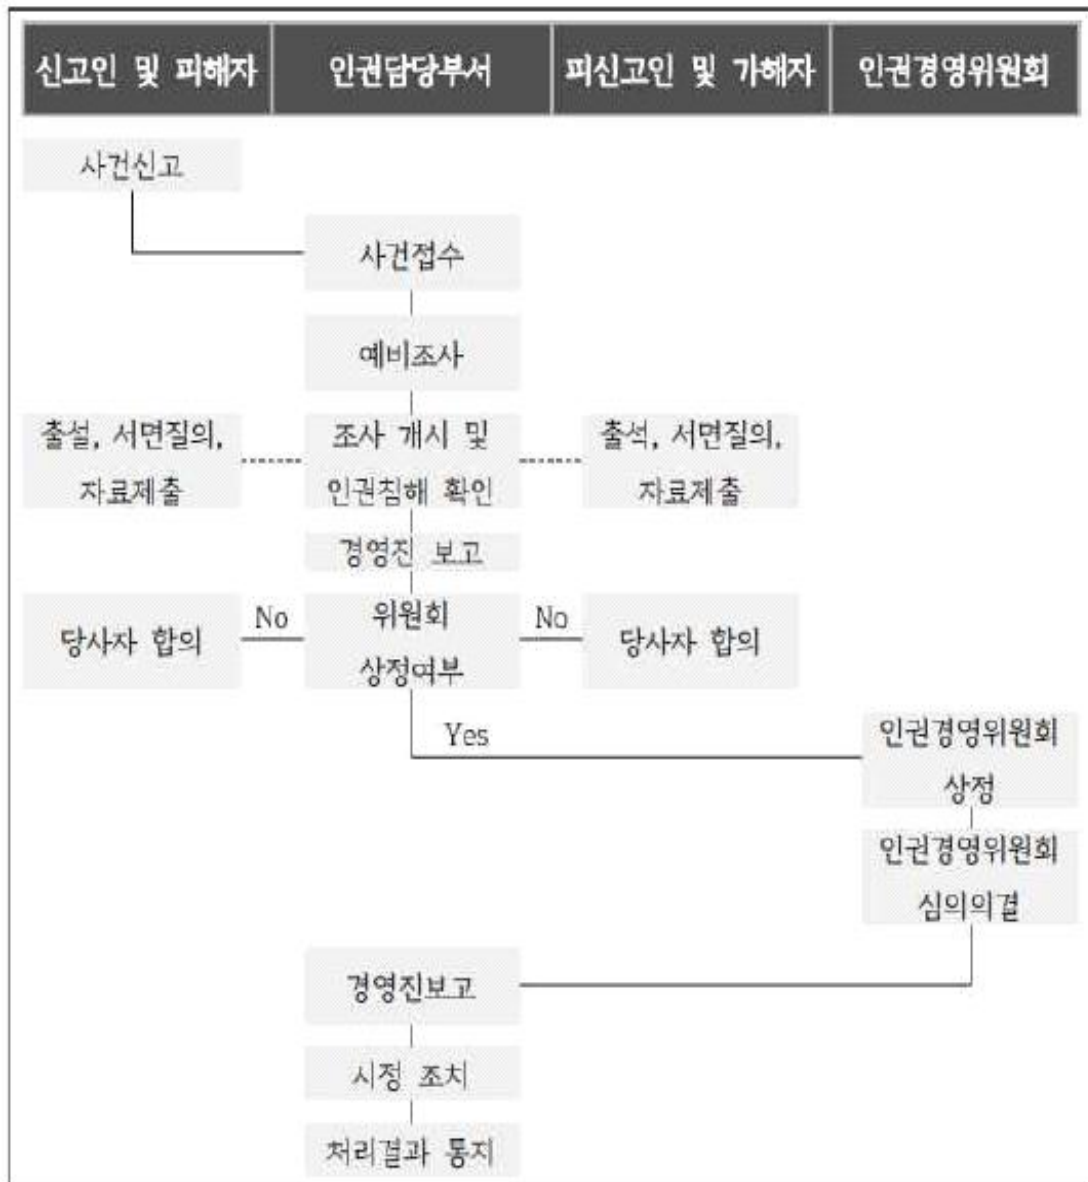 신고인 및 피해자
인권담당부서
피신고인 및 가해자
인권경영위원회
사건신고
사건접수
예비조사
출설, 서면질의,
자료제출
조사 개시 및
인권침해 확인
출석, 서면질의,
자료제출
경영진 보고
당사자 합의
No
위원회
상정여부
No
당사자 합의
Yes
인권경영위원회
상정
인권경영위원회
심의의결
경영진보고
시정 조치
처리결과 통지